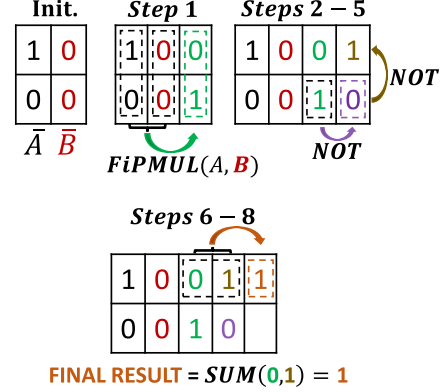 Init. Step 1 Steps 2 − 5
1 0 1 0 0 1 0 0 1
0 0 0 0 1 0 0 1 0
A̅ B̅
NOT
NOT
FiPMUL(A, B)
Steps 6 − 8
1 0 0 1 1
0 0 1 0
FINAL RESULT = SUM(0,1) = 1